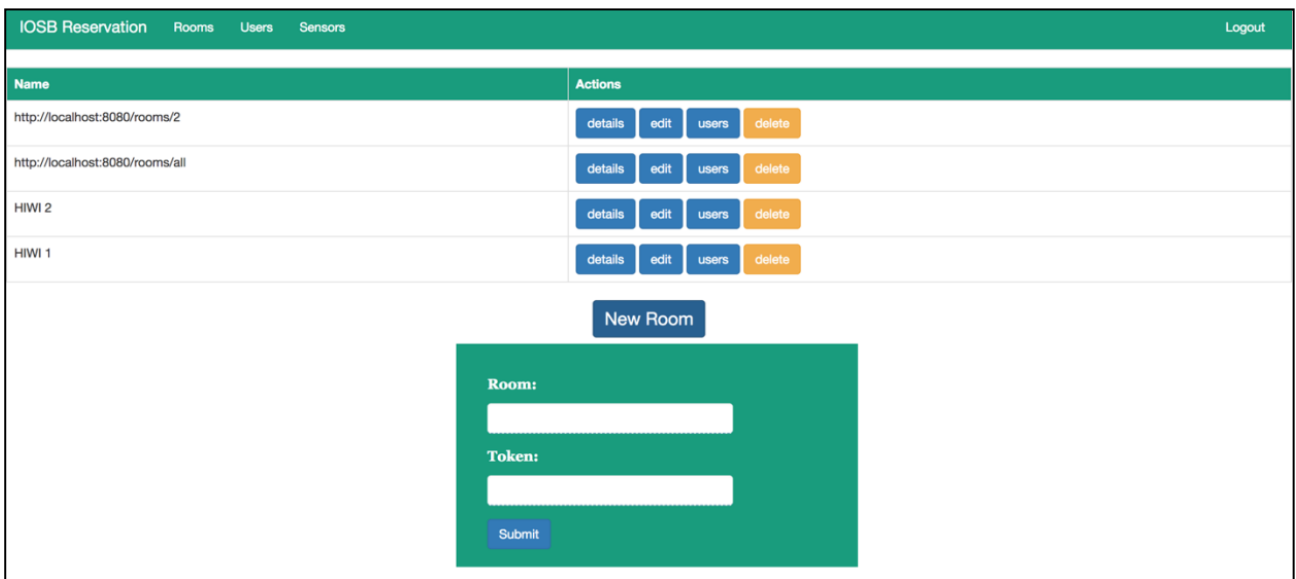 IOSB Reservation Rooms Users Sensors Logout
Name Actions
http://localhost:8080/rooms/2 details edit users delete
http://localhost:8080/rooms/all details edit users delete
HIWI 2 details edit users delete
HIWI 1 details edit users delete
New Room
Room:
Token:
Submit